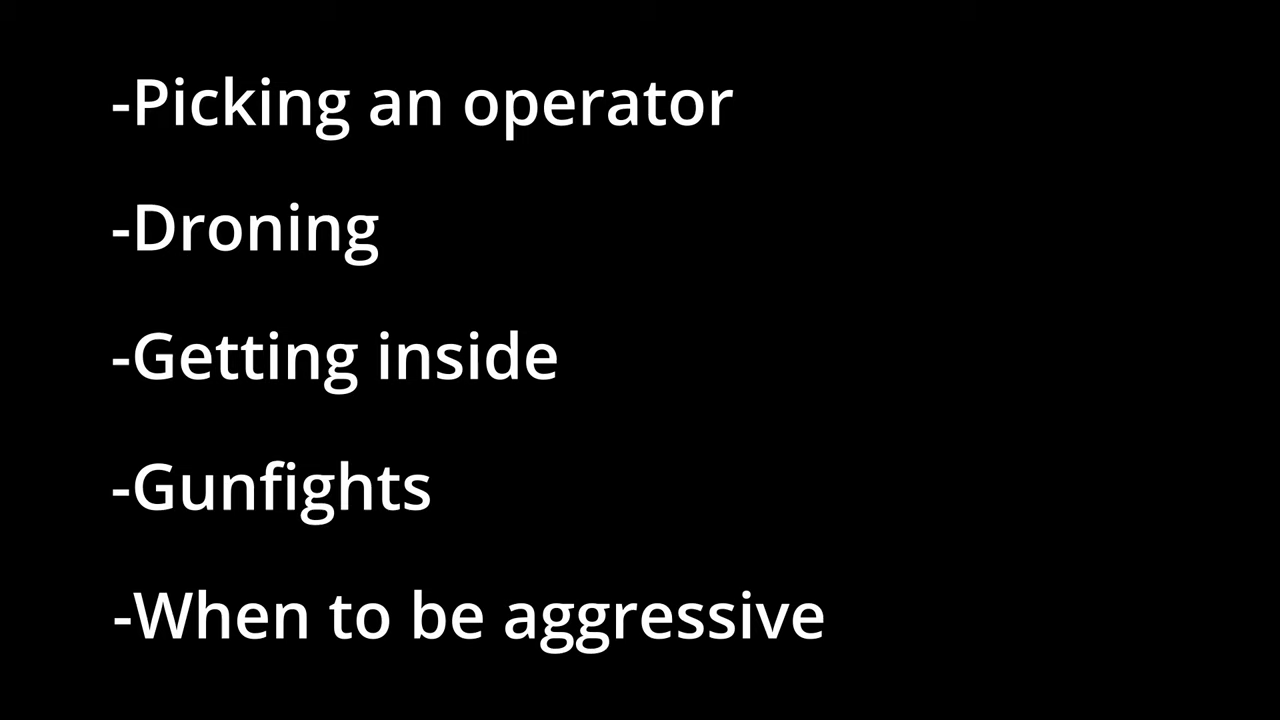 -Picking an operator
-Droning
-Getting inside
-Gunfights
-When to be aggressive